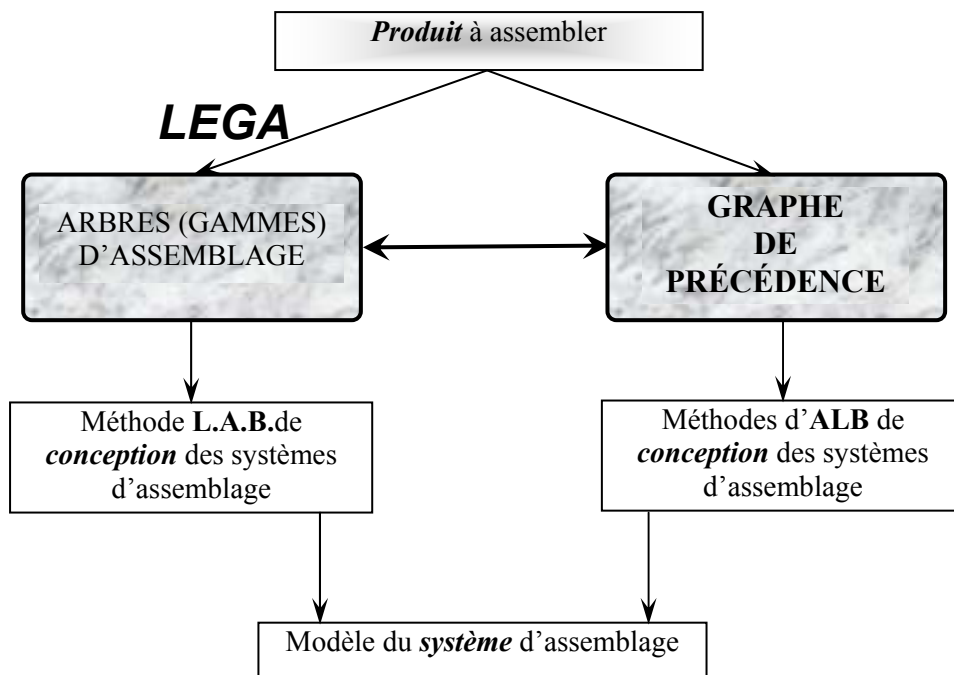 Produit à assembler
LEGA
ARBRES (GAMMES)
D’ASSEMBLAGE
GRAPHE
DE
PRÉCÉDENCE
Méthode L.A.B.de
conception des systèmes
d’assemblage
Méthodes d’ALB de
conception des systèmes
d’assemblage
Modèle du système d’assemblage